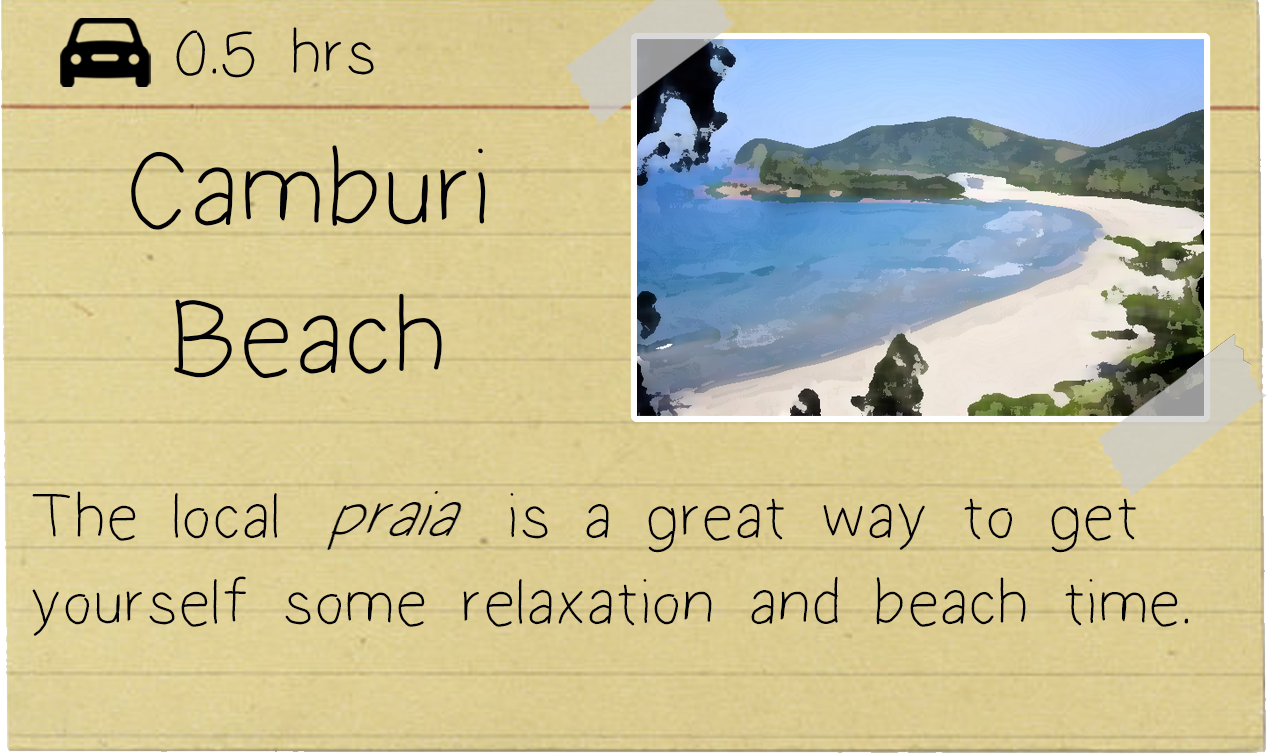 0.5 hrs
Camburi
Beach
The local praia is a great way to get
yourself some relaxation and beach time.